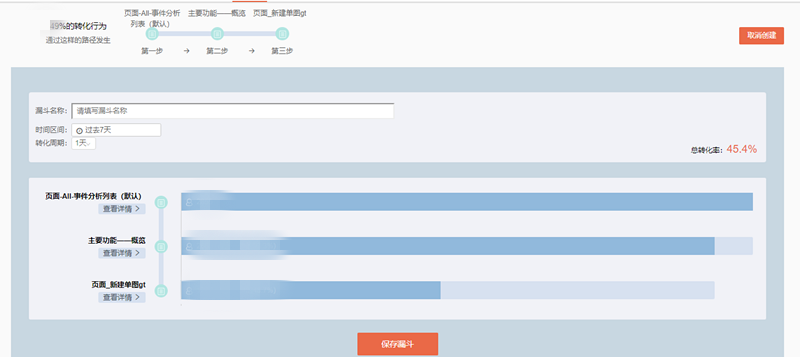 49%的转化行为
通过这样的路径发生
页面-All-事件分析
列表（默认）
主要功能——概览
页面_新建单图gt
第一步
→
第二步
→
第三步
取消创建
漏斗名称：
请填写漏斗名称
时间区间：
过去7天
转化周期：
1天
总转化率：45.4%
页面-All-事件分析列表（默认）
查看详情 >
主要功能——概览
查看详情 >
页面_新建单图gt
查看详情 >
保存漏斗